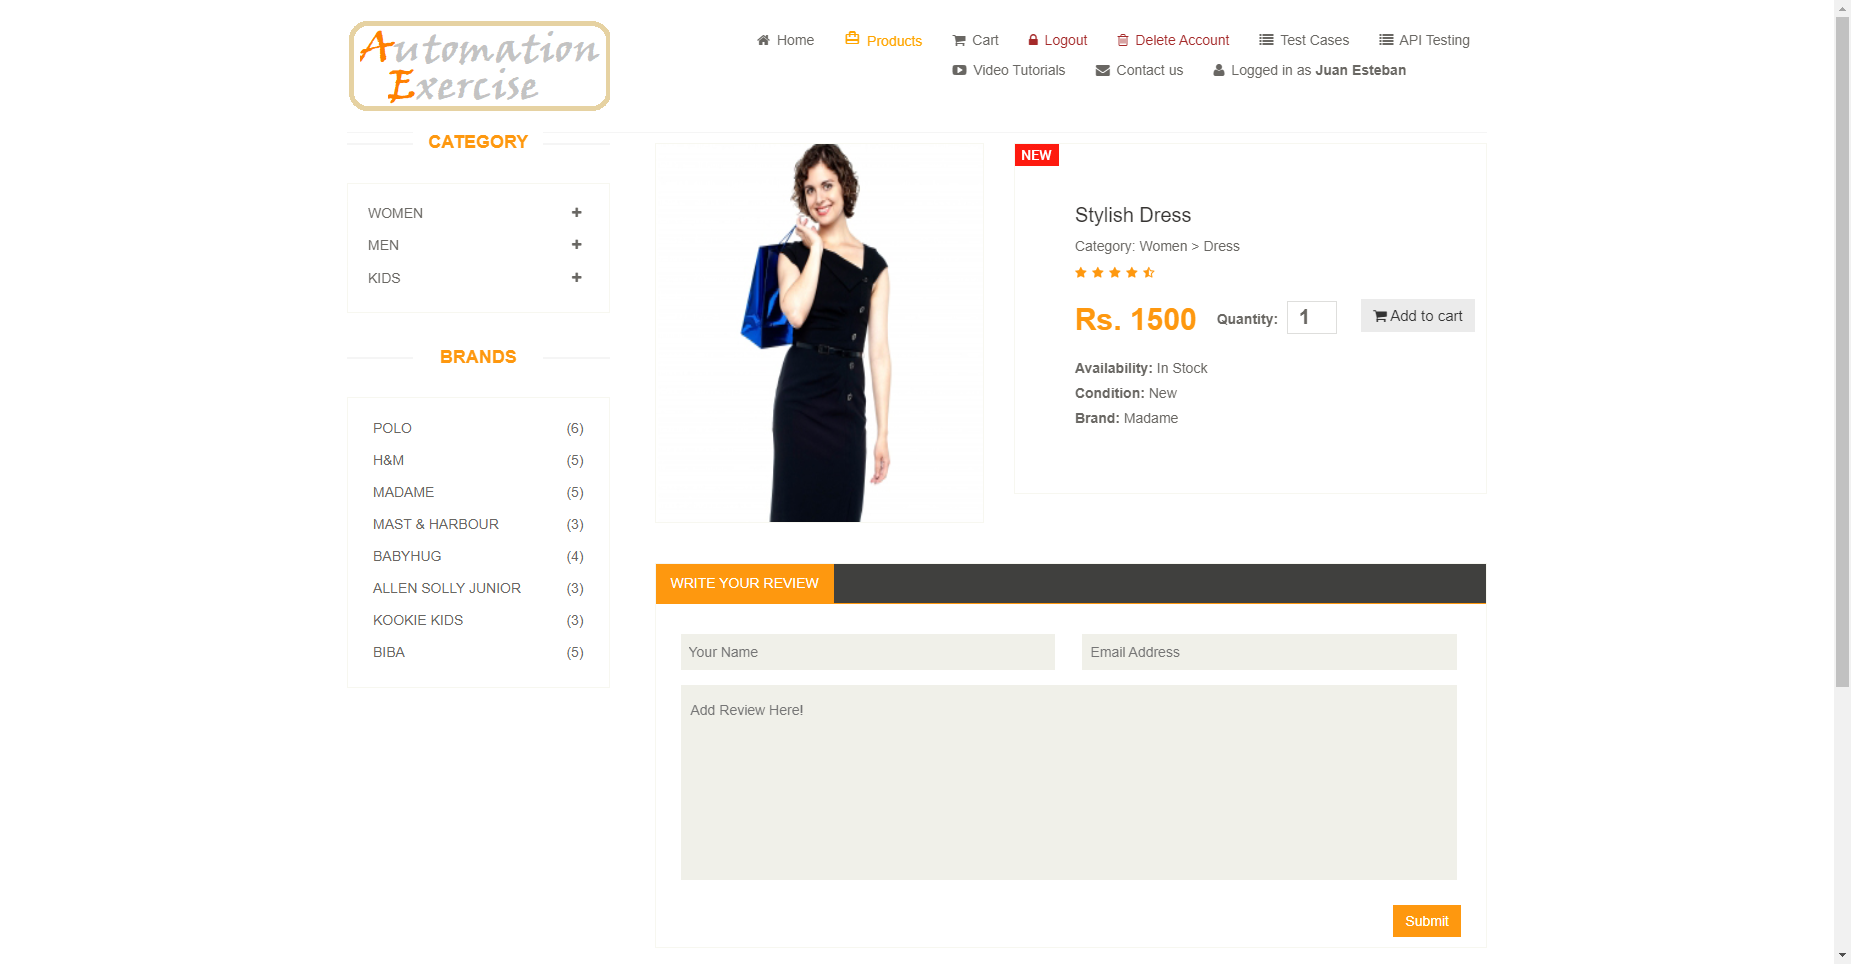 Automation
Exercise
Home
Products
Cart
Logout
Delete Account
Test Cases
API Testing
Video Tutorials
Contact us
Logged in as Juan Esteban
CATEGORY
WOMEN
MEN
KIDS
BRANDS
POLO (6)
H&M (5)
MADAME (5)
MAST & HARBOUR (3)
BABYHUG (4)
ALLEN SOLLY JUNIOR (3)
KOOKIE KIDS (3)
BIBA (5)
NEW
Stylish Dress
Category: Women > Dress
Rs. 1500 Quantity: 1 Add to cart
Availability: In Stock
Condition: New
Brand: Madame
WRITE YOUR REVIEW
Your Name
Email Address
Add Review Here!
Submit